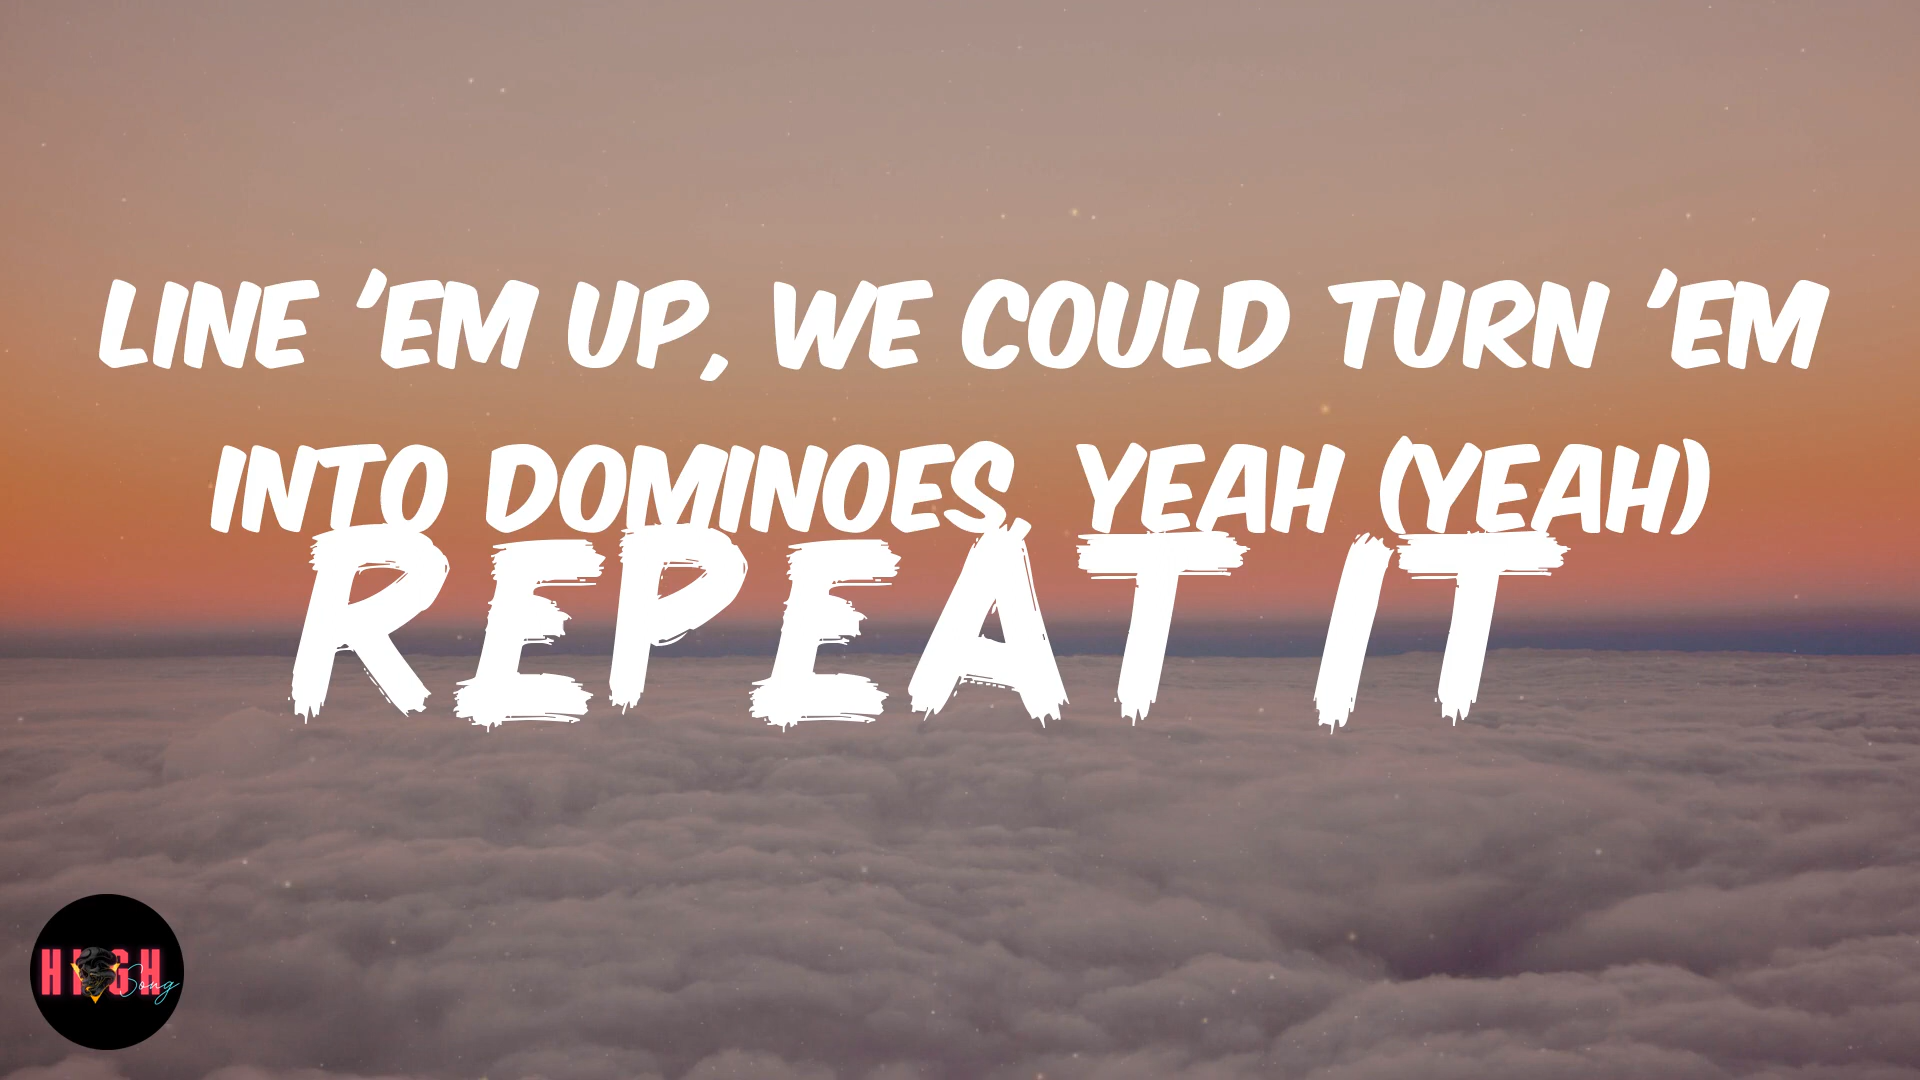 LINE 'EM UP, WE COULD TURN 'EM
INTO DOMINOES, YEAH (YEAH)
REPEAT IT
HIGH
Song